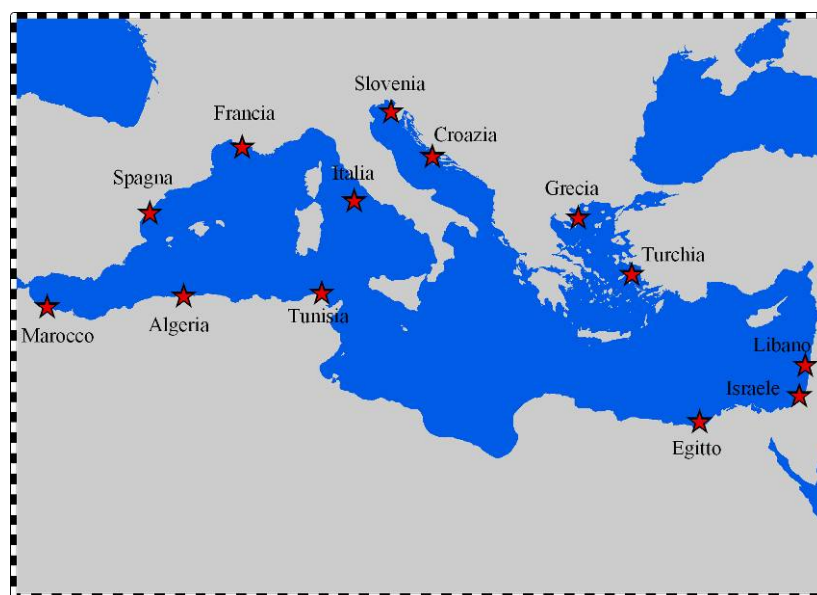 Slovenia
Francia
Croazia
Italia
Spagna
Grecia
Turchia
Tunisia
Algeria
Marocco
Libano
Israele
Egitto